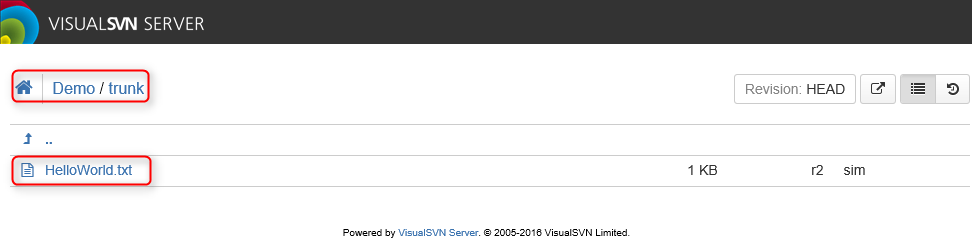 VISUALSVN SERVER
Demo / trunk Revision: HEAD
..
HelloWorld.txt 1 KB r2 sim
Powered by VisualSVN Server. © 2005-2016 VisualSVN Limited.